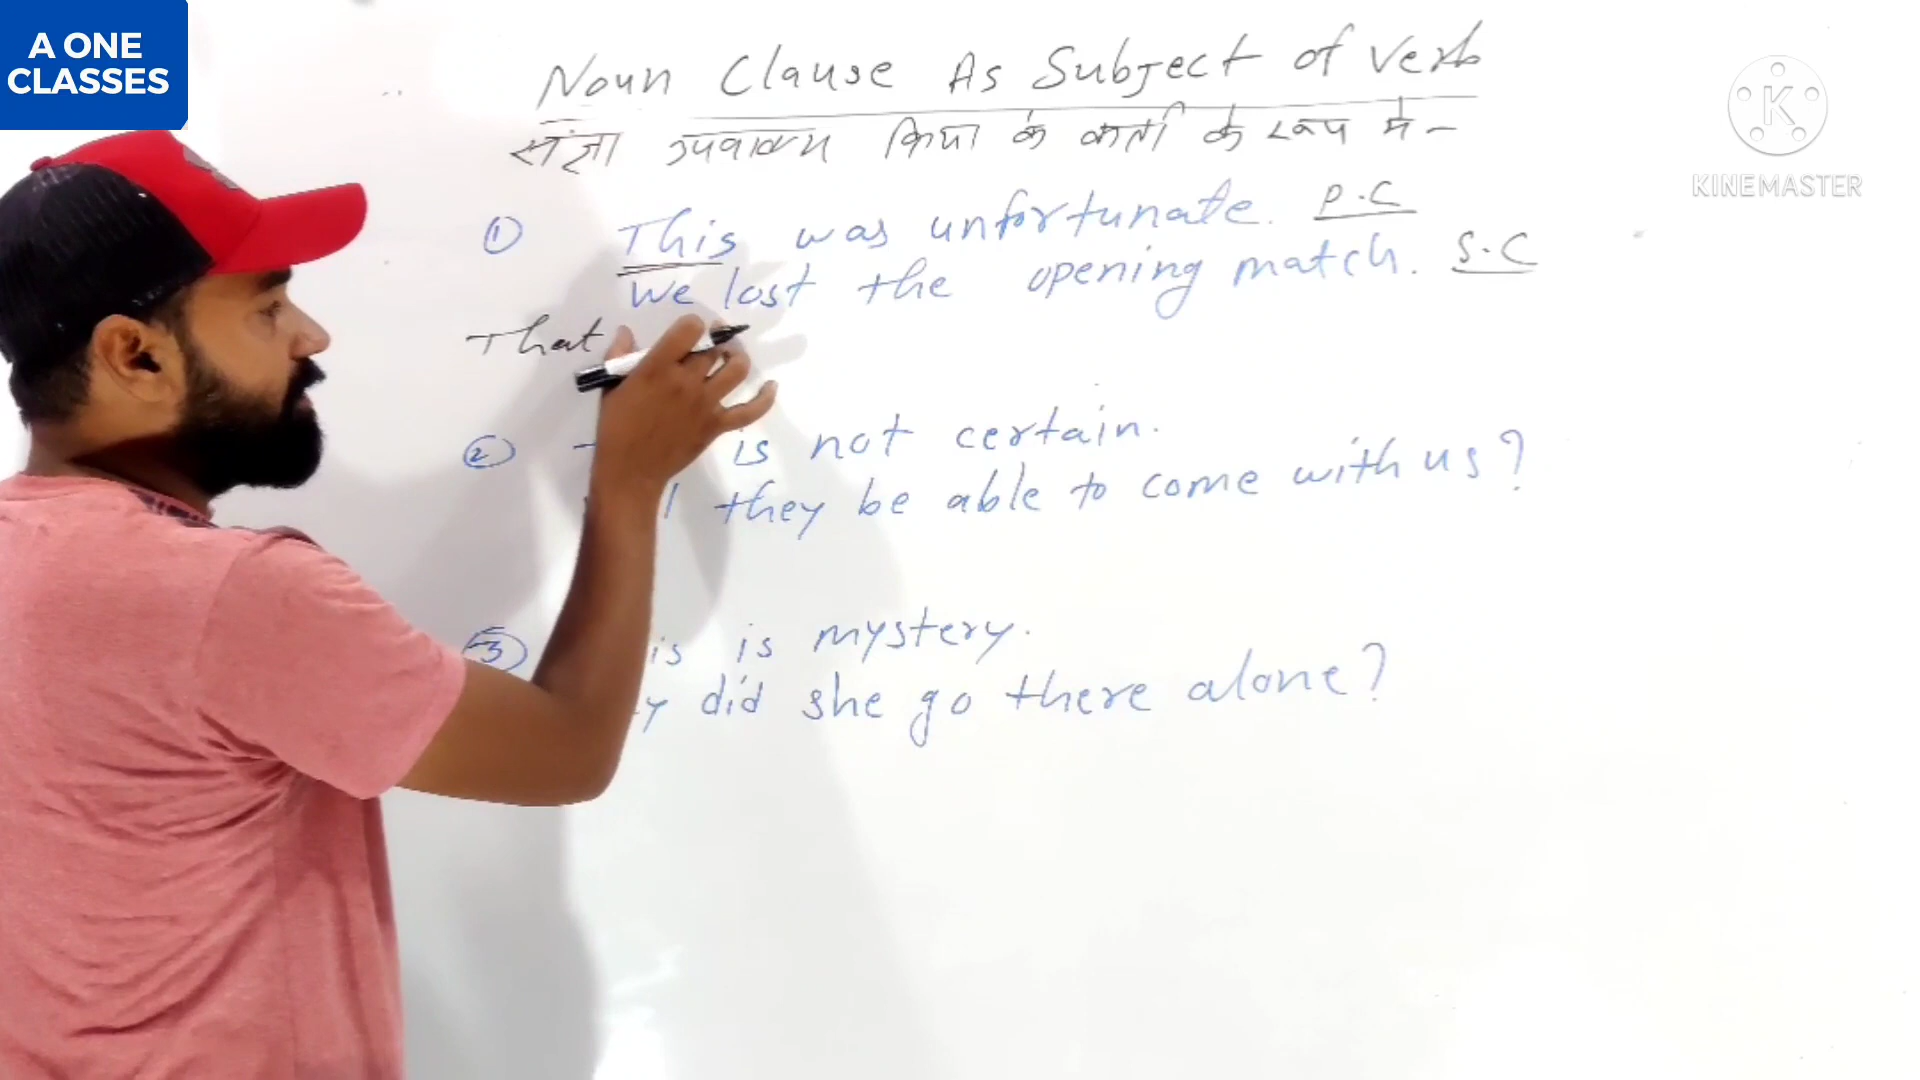 A ONE
CLASSES
Noun Clause As Subject of Verb
संज्ञा उपवाक्य क्रिया के कर्ता के रूप मे -
① This was unfortunate. P.C
We lost the opening match. S.C
That
② is not certain.
they be able to come with us?
③ is mystery.
did she go there alone?
K
KINEMASTER